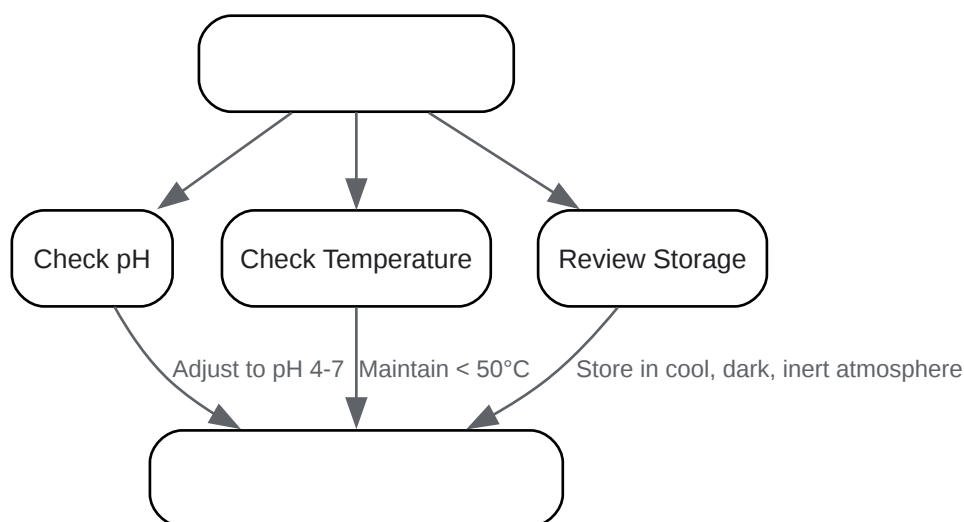 Check pH
Check Temperature
Review Storage
Adjust to pH 4-7
Maintain < 50°C
Store in cool, dark, inert atmosphere